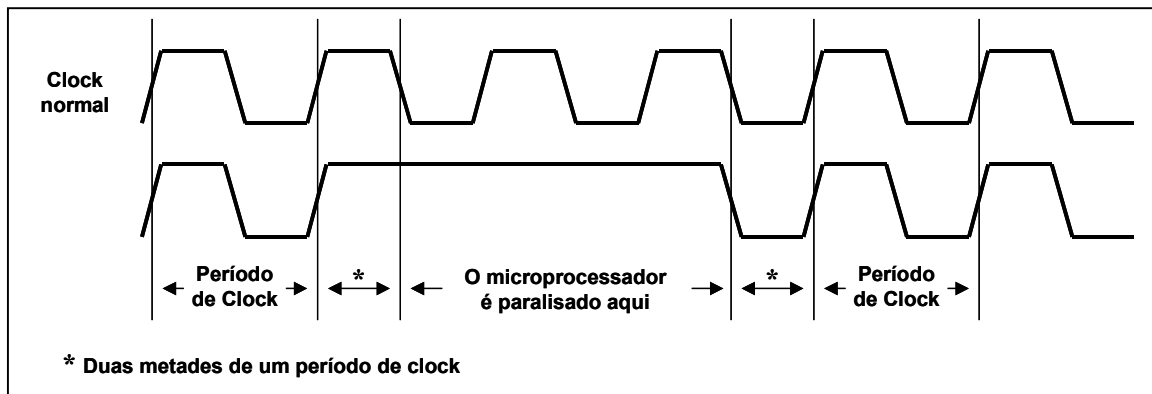 Clock
normal
Período
de Clock
*
O microprocessador
é paralisado aqui
*
Período
de Clock
* Duas metades de um período de clock